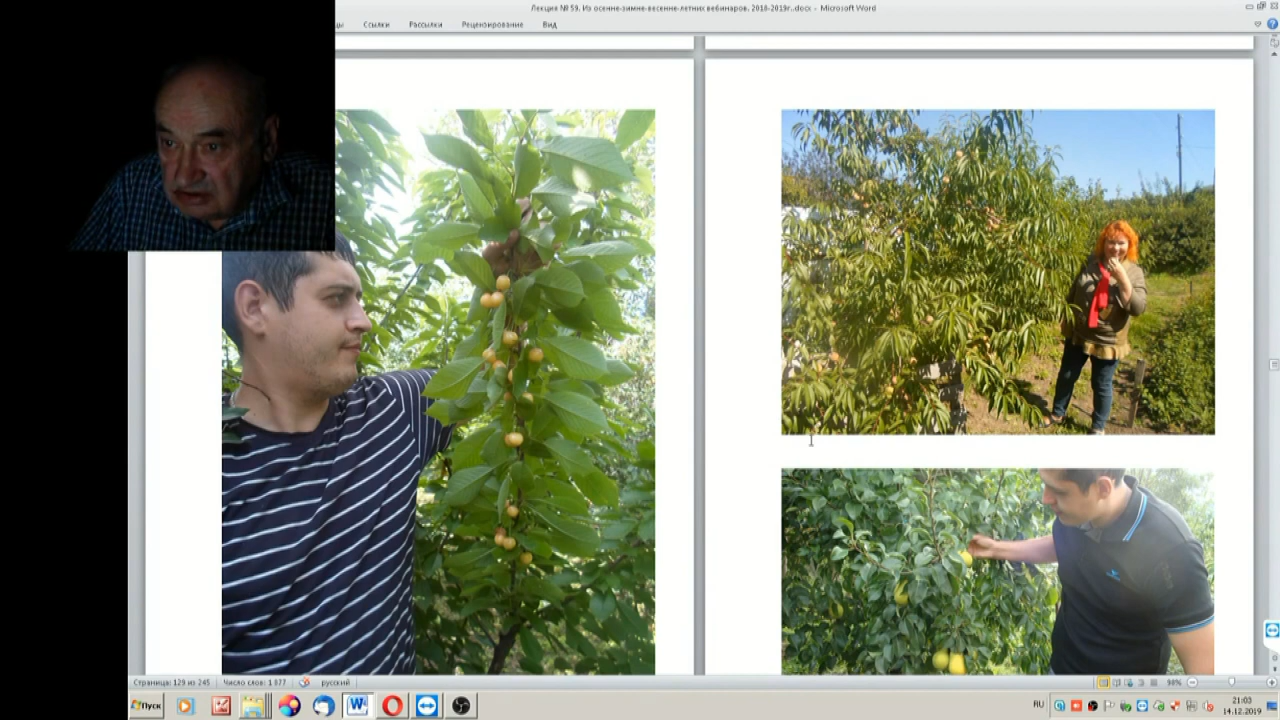 Лекция № 59. Из осенне-зимне-весенне-летних вебинаров. 2018-2019г..docx - Microsoft Word
Ссылки Рассылки Рецензирование Вид
Страница: 129 из 245 Число слов: 1 877 русский 98%
Пуск RU 21:03
14.12.2019